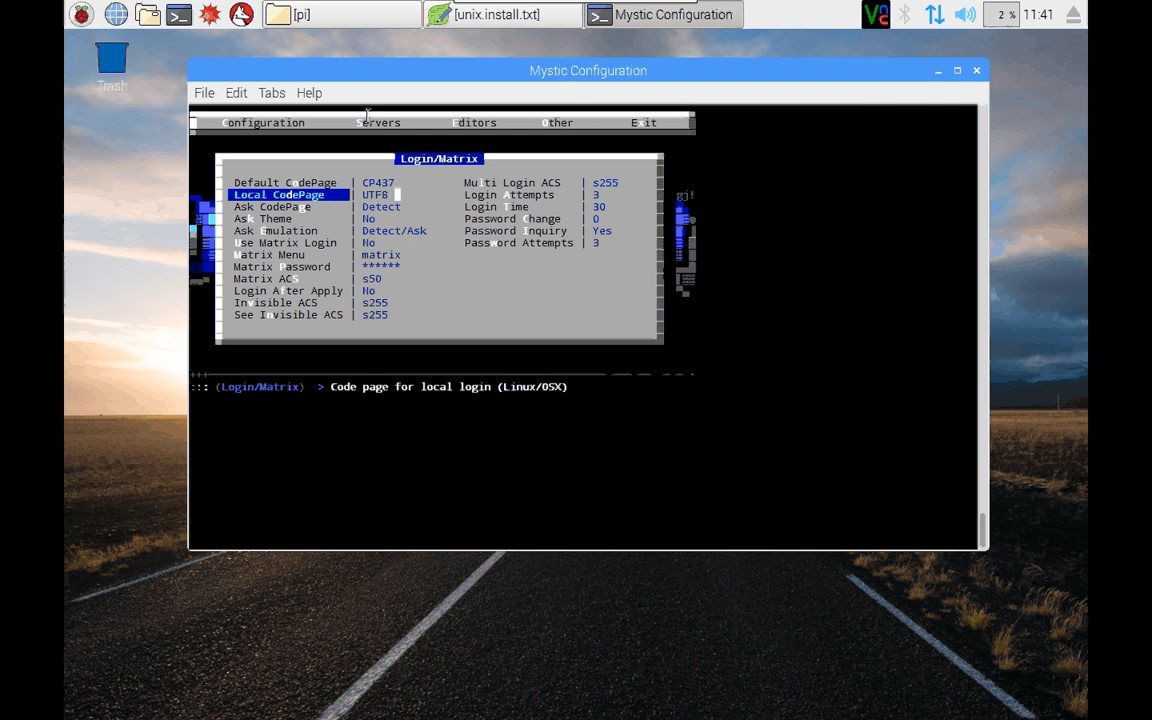 [pi] [unix.install.txt] Mystic Configuration VNC 2 % 11:41
Trash
Mystic Configuration
File Edit Tabs Help
Configuration Servers Editors Other Exit
Login/Matrix
Default CodePage | CP437 Multi Login ACS | s255
Local CodePage | UTF8 Login Attempts | 3
Ask CodePage | Detect Login Time | 30
Ask Theme | No Password Change | 0
Ask Emulation | Detect/Ask Password Inquiry | Yes
Use Matrix Login | No Password Attempts | 3
Matrix Menu | matrix
Matrix Password | ******
Matrix ACS | s50
Login After Apply | No
Invisible ACS | s255
See Invisible ACS | s255
gj!
::: (Login/Matrix) > Code page for local login (Linux/OSX)